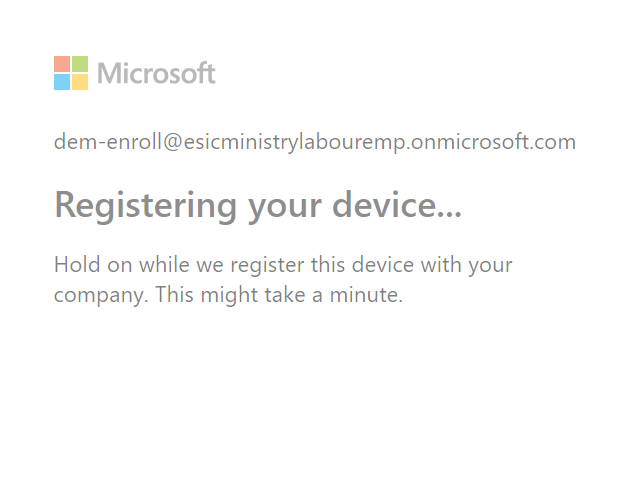 Microsoft
dem-enroll@esicministrylabouremp.onmicrosoft.com
Registering your device...
Hold on while we register this device with your
company. This might take a minute.